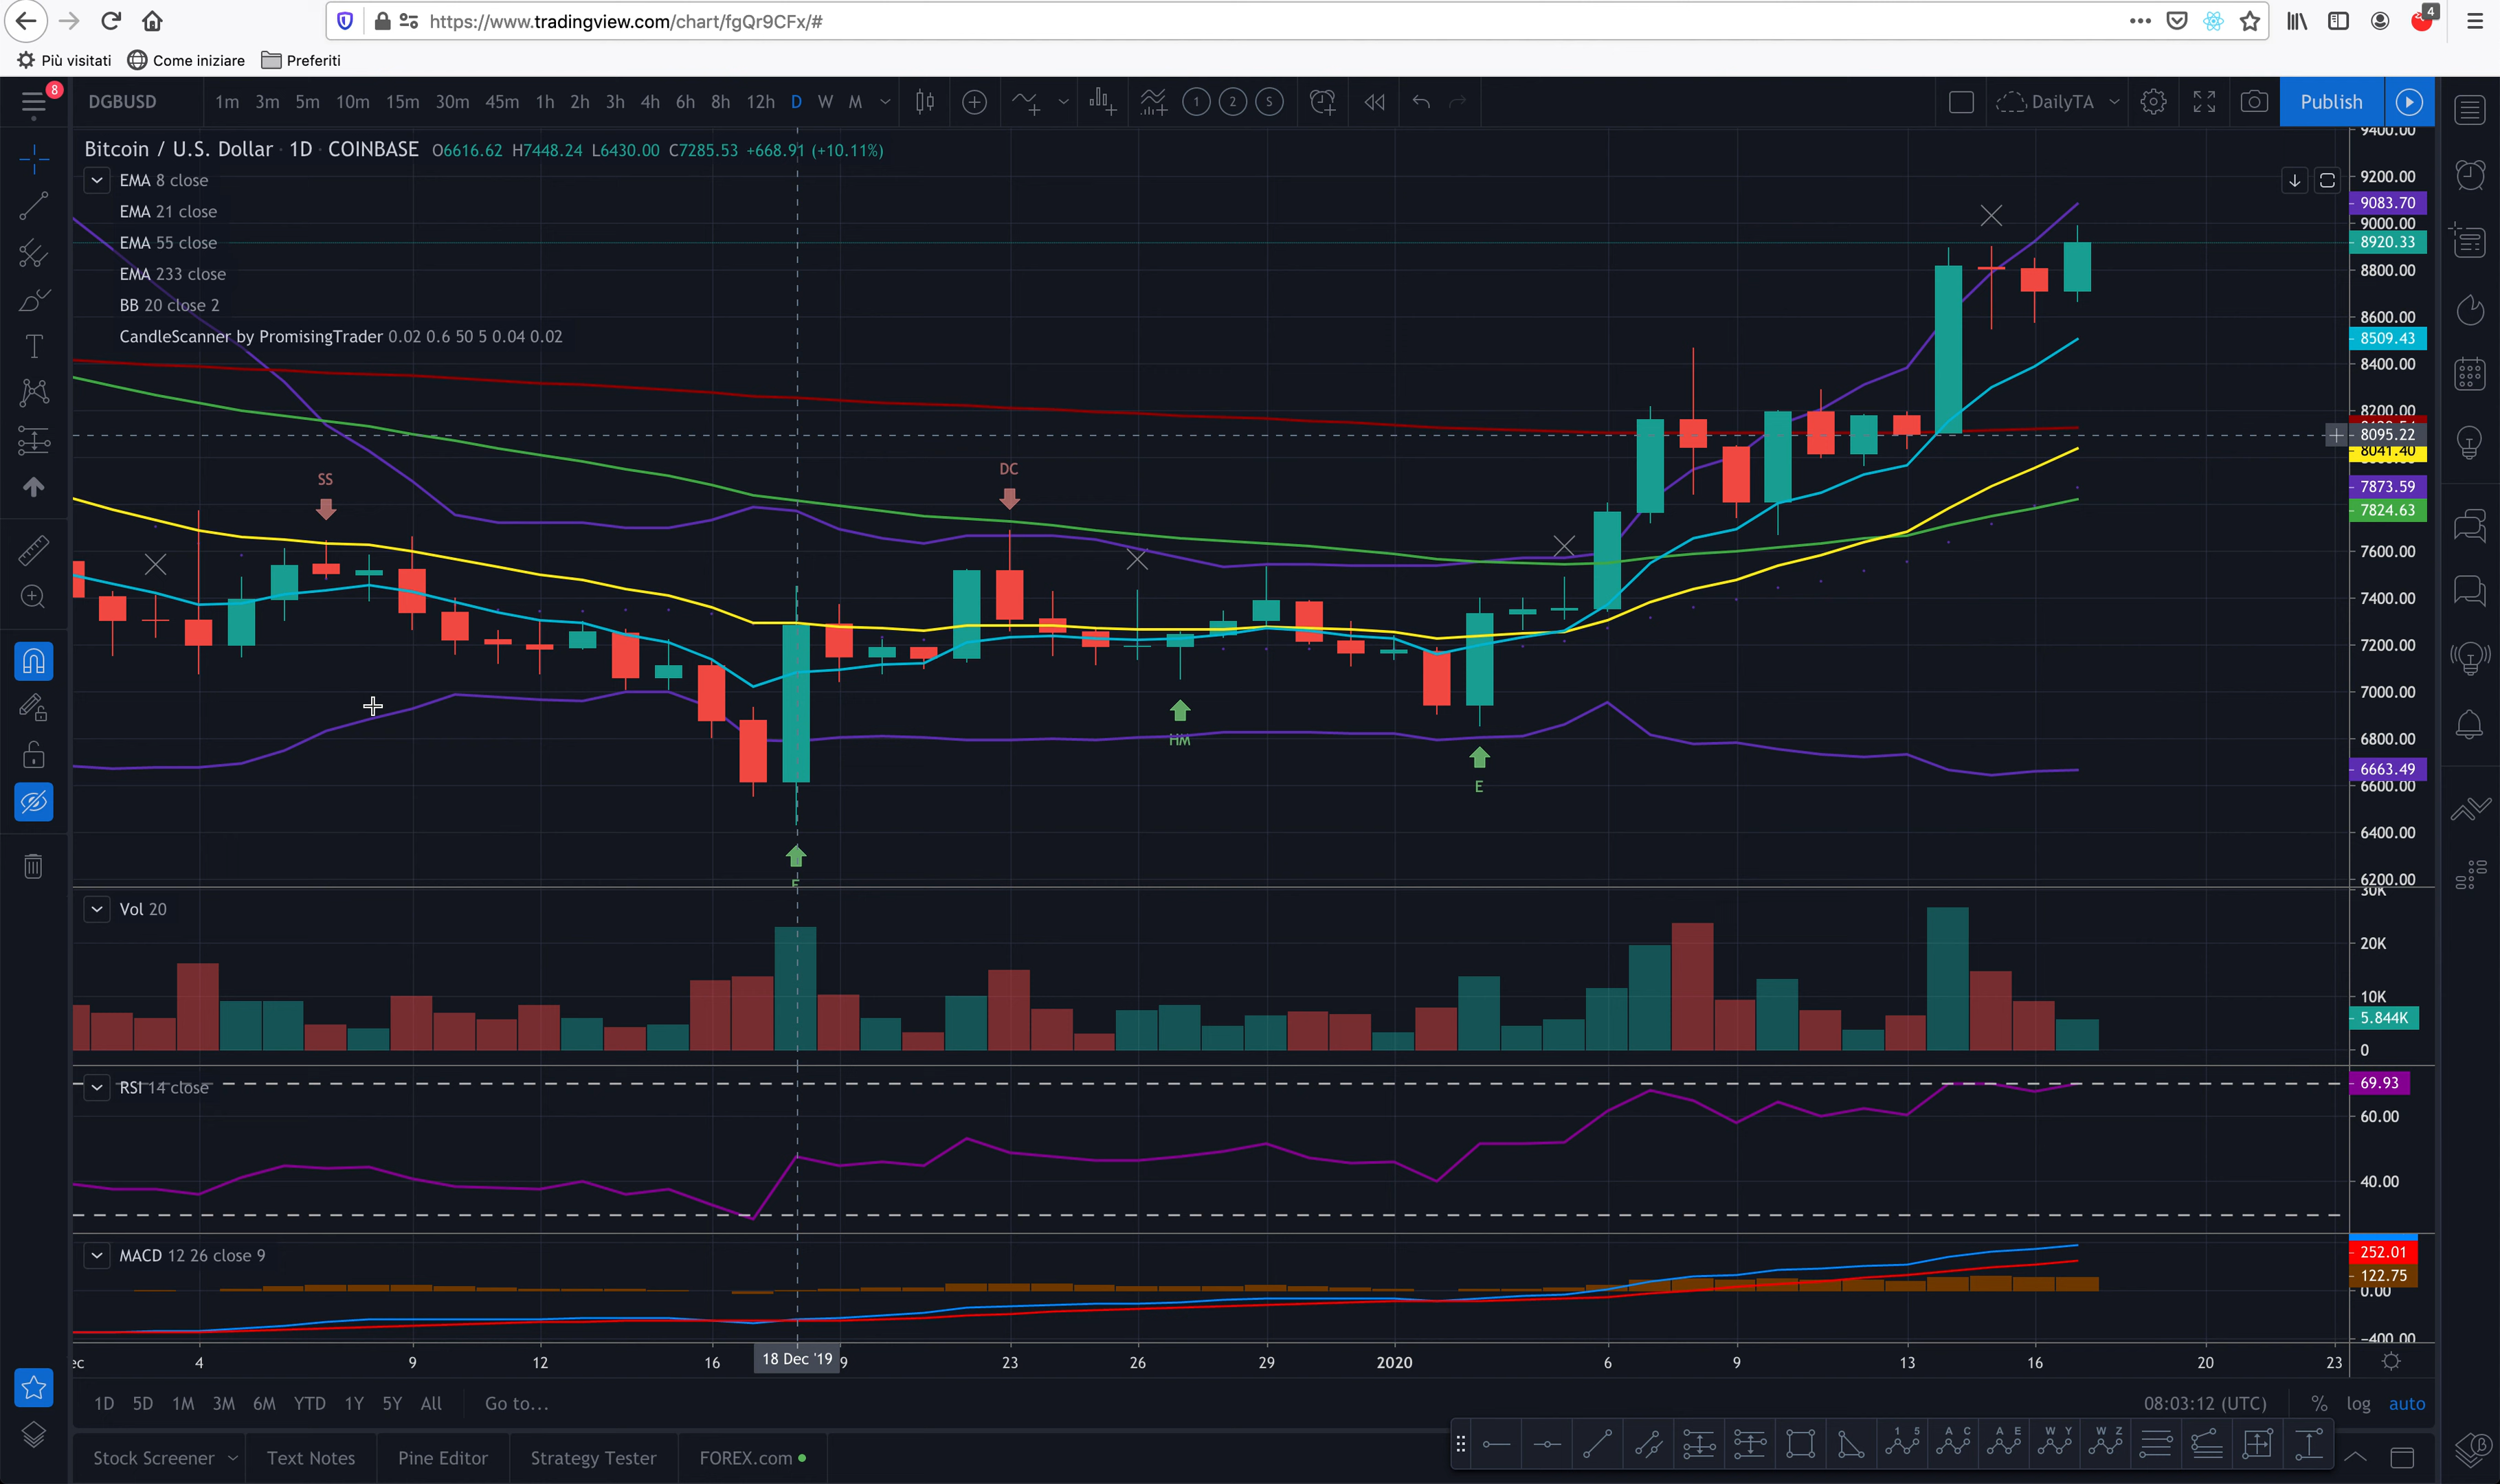 https://www.tradingview.com/chart/fgQr9CFx/#
4
Più visitati Come iniziare Preferiti
8
DGBUSD 1m 3m 5m 10m 15m 30m 45m 1h 2h 3h 4h 6h 8h 12h D W M 1 2 S DailyTA Publish
Bitcoin / U.S. Dollar · 1D · COINBASE O6616.62 H7448.24 L6430.00 C7285.53 +668.91 (+10.11%)
EMA 8 close
EMA 21 close
EMA 55 close
EMA 233 close
BB 20 close 2
CandleScanner by PromisingTrader 0.02 0.6 50 5 0.04 0.02
SS
DC
HM
E
9400.00
9200.00
9083.70
9000.00
8920.33
8800.00
8600.00
8509.43
8400.00
8200.00
8095.22
8041.40
7873.59
7824.63
7600.00
7400.00
7200.00
7000.00
6800.00
6663.49
6600.00
6400.00
6200.00
Vol 20
30K
20K
10K
5.844K
0
RSI 14 close
69.93
60.00
40.00
MACD 12 26 close 9
252.01
122.75
0.00
-400.00
ec 4 9 12 16 18 Dec '19 9 23 26 29 2020 6 9 13 16 20 23
1D 5D 1M 3M 6M YTD 1Y 5Y All Go to... 08:03:12 (UTC) % log auto
Stock Screener Text Notes Pine Editor Strategy Tester FOREX.com
1 5 A C A E W Y W Z
β